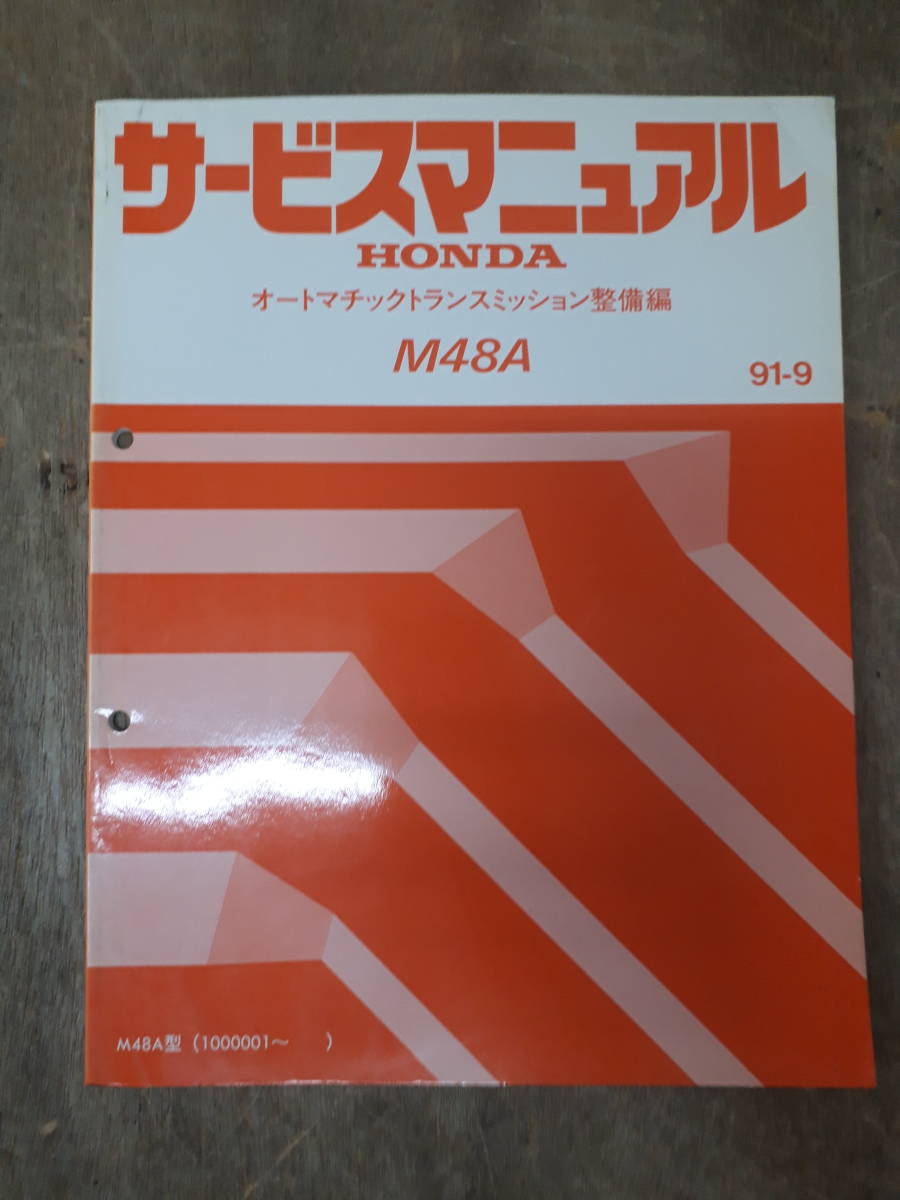 サービスマニュアル
HONDA
オートマチックトランスミッション整備編
M48A
91-9
M48A型 (1000001～ )